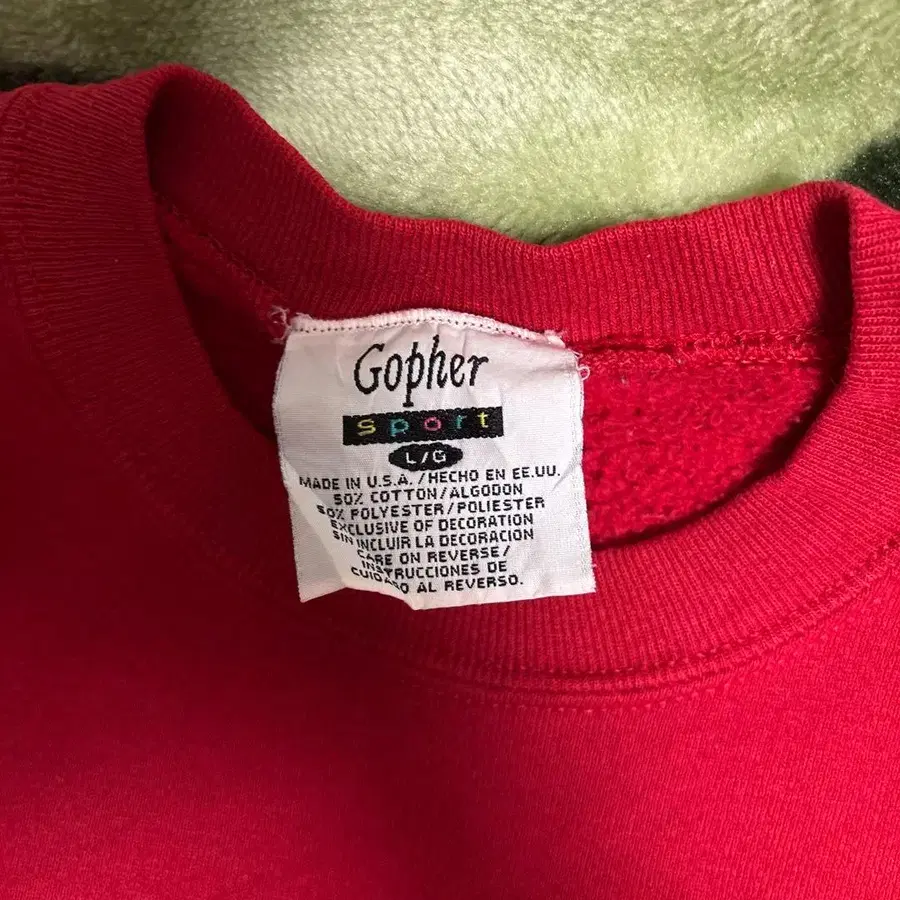 Gopher
sport
L/G
MADE IN U.S.A./HECHO EN EE.UU.
50% COTTON/ALGODON
50% POLYESTER/POLIESTER
EXCLUSIVE OF DECORATION
SIN INCLUIR LA DECORACION
CARE ON REVERSE/
INSTRUCCIONES DE
CUIDADO AL REVERSO.